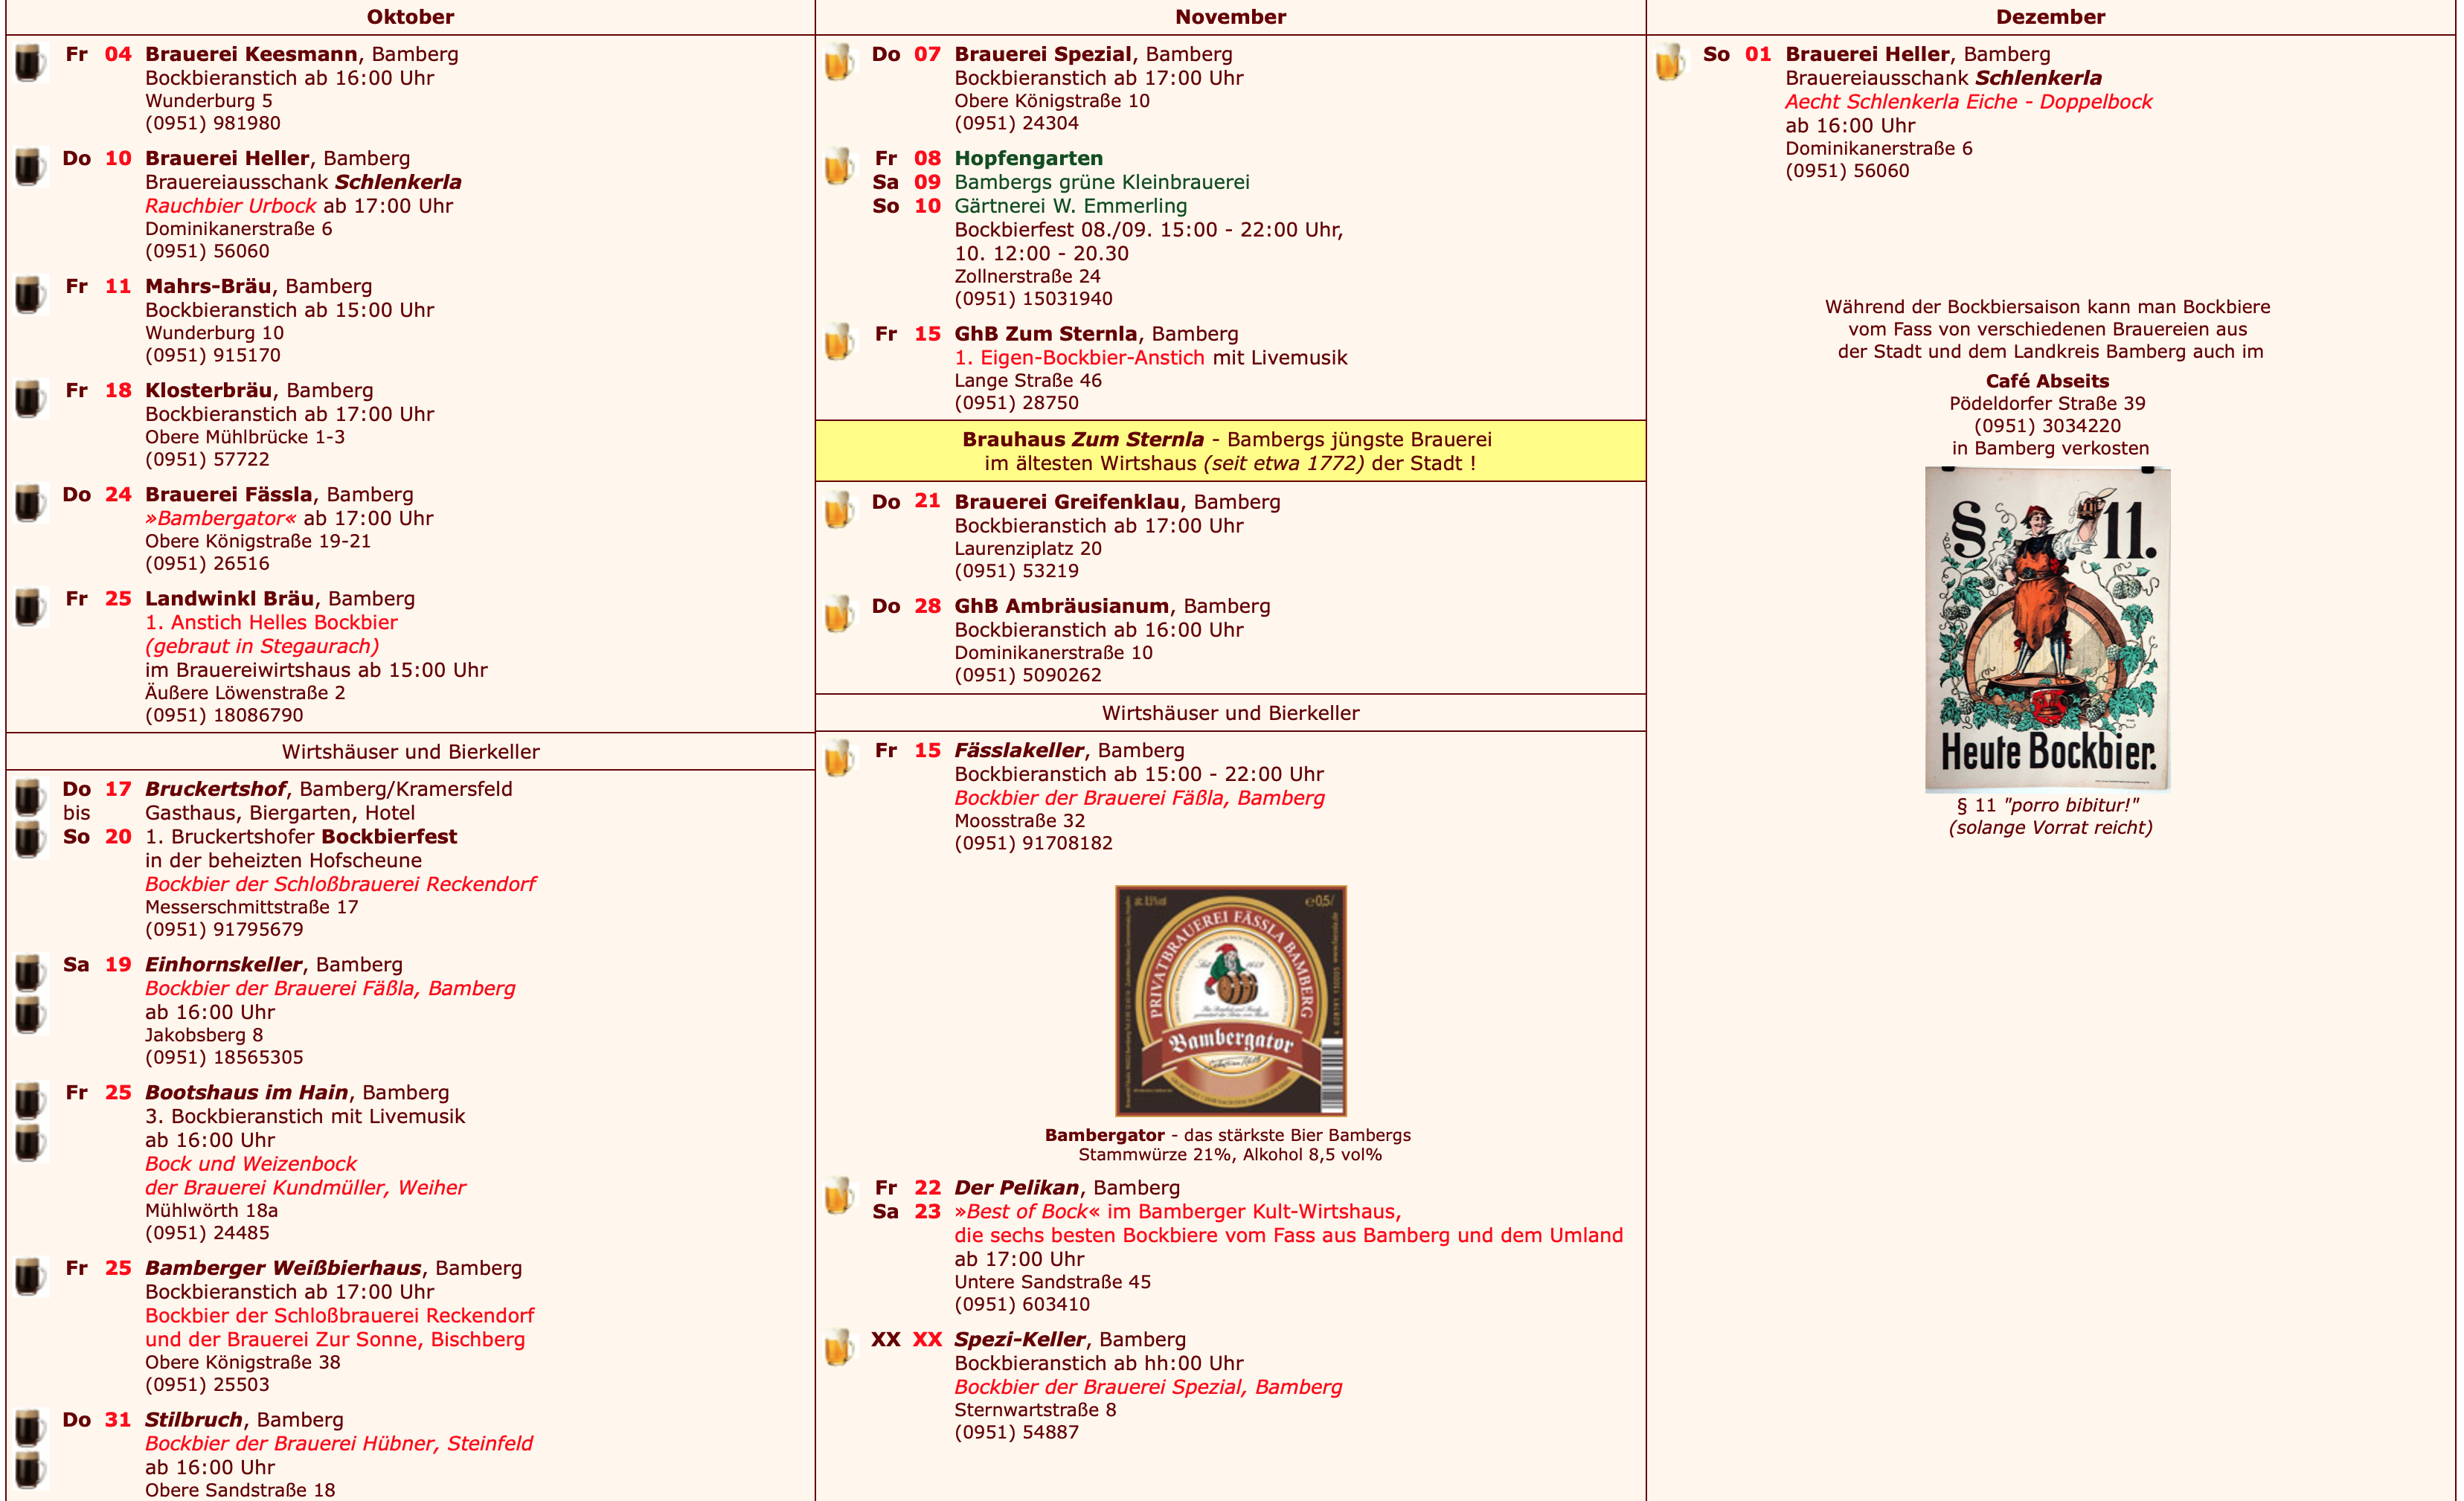 Oktober
Fr 04 Brauerei Keesmann, Bamberg
Bockbieranstich ab 16:00 Uhr
Wunderburg 5
(0951) 981980
Do 10 Brauerei Heller, Bamberg
Brauereiausschank Schlenkerla
Rauchbier Urbock ab 17:00 Uhr
Dominikanerstraße 6
(0951) 56060
Fr 11 Mahrs-Bräu, Bamberg
Bockbieranstich ab 15:00 Uhr
Wunderburg 10
(0951) 915170
Fr 18 Klosterbräu, Bamberg
Bockbieranstich ab 17:00 Uhr
Obere Mühlbrücke 1-3
(0951) 57722
Do 24 Brauerei Fässla, Bamberg
»Bambergator« ab 17:00 Uhr
Obere Königstraße 19-21
(0951) 26516
Fr 25 Landwinkl Bräu, Bamberg
1. Anstich Helles Bockbier
(gebraut in Stegaurach)
im Brauereiwirtshaus ab 15:00 Uhr
Äußere Löwenstraße 2
(0951) 18086790
Wirtshäuser und Bierkeller
Do 17 Bruckertshof, Bamberg/Kramersfeld
bis Gasthaus, Biergarten, Hotel
So 20 1. Bruckertshofer Bockbierfest
in der beheizten Hofscheune
Bockbier der Schloßbrauerei Reckendorf
Messerschmittstraße 17
(0951) 91795679
Sa 19 Einhornskeller, Bamberg
Bockbier der Brauerei Fäßla, Bamberg
ab 16:00 Uhr
Jakobsberg 8
(0951) 18565305
Fr 25 Bootshaus im Hain, Bamberg
3. Bockbieranstich mit Livemusik
ab 16:00 Uhr
Bock und Weizenbock
der Brauerei Kundmüller, Weiher
Mühlwörth 18a
(0951) 24485
Fr 25 Bamberger Weißbierhaus, Bamberg
Bockbieranstich ab 17:00 Uhr
Bockbier der Schloßbrauerei Reckendorf
und der Brauerei Zur Sonne, Bischberg
Obere Königstraße 38
(0951) 25503
Do 31 Stilbruch, Bamberg
Bockbier der Brauerei Hübner, Steinfeld
ab 16:00 Uhr
Obere Sandstraße 18
November
Do 07 Brauerei Spezial, Bamberg
Bockbieranstich ab 17:00 Uhr
Obere Königstraße 10
(0951) 24304
Fr 08 Hopfengarten
Sa 09 Bambergs grüne Kleinbrauerei
So 10 Gärtnerei W. Emmerling
Bockbierfest 08./09. 15:00 - 22:00 Uhr,
10. 12:00 - 20.30
Zollnerstraße 24
(0951) 15031940
Fr 15 GhB Zum Sternla, Bamberg
1. Eigen-Bockbier-Anstich mit Livemusik
Lange Straße 46
(0951) 28750
Brauhaus Zum Sternla - Bambergs jüngste Brauerei
im ältesten Wirtshaus (seit etwa 1772) der Stadt !
Do 21 Brauerei Greifenklau, Bamberg
Bockbieranstich ab 17:00 Uhr
Laurenziplatz 20
(0951) 53219
Do 28 GhB Ambräusianum, Bamberg
Bockbieranstich ab 16:00 Uhr
Dominikanerstraße 10
(0951) 5090262
Wirtshäuser und Bierkeller
Fr 15 Fässlakeller, Bamberg
Bockbieranstich ab 15:00 - 22:00 Uhr
Bockbier der Brauerei Fäßla, Bamberg
Moosstraße 32
(0951) 91708182
e 0,5l
PRIVATBRAUEREI FÄSSLA BAMBERG
Bambergator
Bambergator - das stärkste Bier Bambergs
Stammwürze 21%, Alkohol 8,5 vol%
Fr 22 Der Pelikan, Bamberg
Sa 23 »Best of Bock« im Bamberger Kult-Wirtshaus,
die sechs besten Bockbiere vom Fass aus Bamberg und dem Umland
ab 17:00 Uhr
Untere Sandstraße 45
(0951) 603410
XX XX Spezi-Keller, Bamberg
Bockbieranstich ab hh:00 Uhr
Bockbier der Brauerei Spezial, Bamberg
Sternwartstraße 8
(0951) 54887
Dezember
So 01 Brauerei Heller, Bamberg
Brauereiausschank Schlenkerla
Aecht Schlenkerla Eiche - Doppelbock
ab 16:00 Uhr
Dominikanerstraße 6
(0951) 56060
Während der Bockbiersaison kann man Bockbiere
vom Fass von verschiedenen Brauereien aus
der Stadt und dem Landkreis Bamberg auch im
Café Abseits
Pödeldorfer Straße 39
(0951) 3034220
in Bamberg verkosten
§ 11.
Heute Bockbier.
§ 11 "porro bibitur!"
(solange Vorrat reicht)